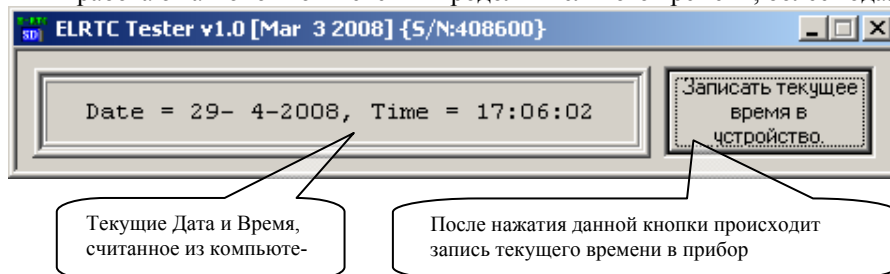 ELRTC Tester v1.0 [Mar 3 2008] {S/N:408600}
Date = 29- 4-2008, Time = 17:06:02
Записать текущее
время в
устройство.
Текущие Дата и Время,
считанное из компьюте-
После нажатия данной кнопки происходит
запись текущего времени в прибор